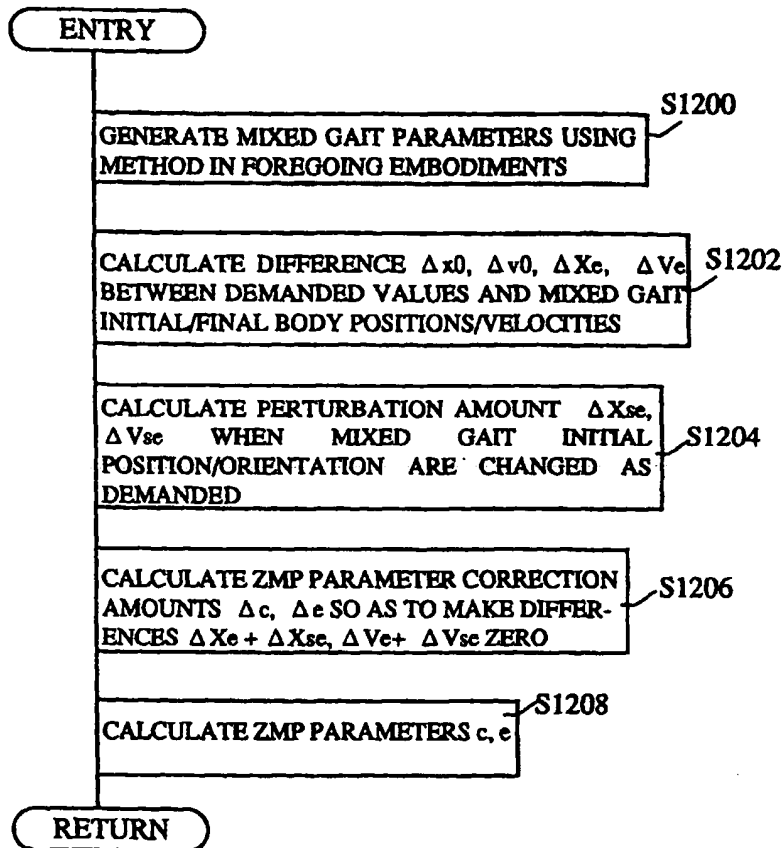 ENTRY
S1200
GENERATE MIXED GAIT PARAMETERS USING
METHOD IN FOREGOING EMBODIMENTS
S1202
CALCULATE DIFFERENCE Δx0, Δv0, ΔXe, ΔVe
BETWEEN DEMANDED VALUES AND MIXED GAIT
INITIAL/FINAL BODY POSITIONS/VELOCITIES
S1204
CALCULATE PERTURBATION AMOUNT ΔXse,
ΔVse WHEN MIXED GAIT INITIAL
POSITION/ORIENTATION ARE CHANGED AS
DEMANDED
S1206
CALCULATE ZMP PARAMETER CORRECTION
AMOUNTS Δc, Δe SO AS TO MAKE DIFFER-
ENCES ΔXe + ΔXse, ΔVe+ ΔVse ZERO
S1208
CALCULATE ZMP PARAMETERS c, e
RETURN